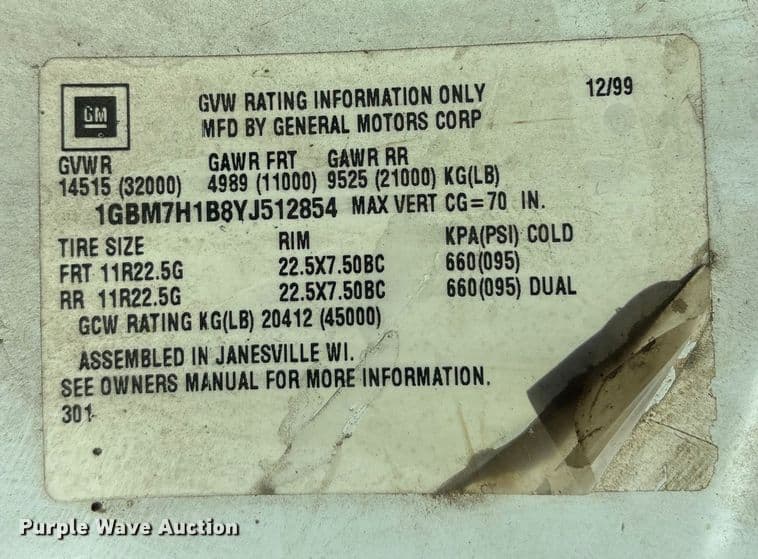 GM
GVW RATING INFORMATION ONLY 12/99
MFD BY GENERAL MOTORS CORP
GVWR GAWR FRT GAWR RR
14515 (32000) 4989 (11000) 9525 (21000) KG(LB)
1GBM7H1B8YJ512854 MAX VERT CG=70 IN.
TIRE SIZE RIM KPA(PSI) COLD
FRT 11R22.5G 22.5X7.50BC 660(095)
RR 11R22.5G 22.5X7.50BC 660(095) DUAL
GCW RATING KG(LB) 20412 (45000)
ASSEMBLED IN JANESVILLE WI.
SEE OWNERS MANUAL FOR MORE INFORMATION.
301
Purple Wave Auction